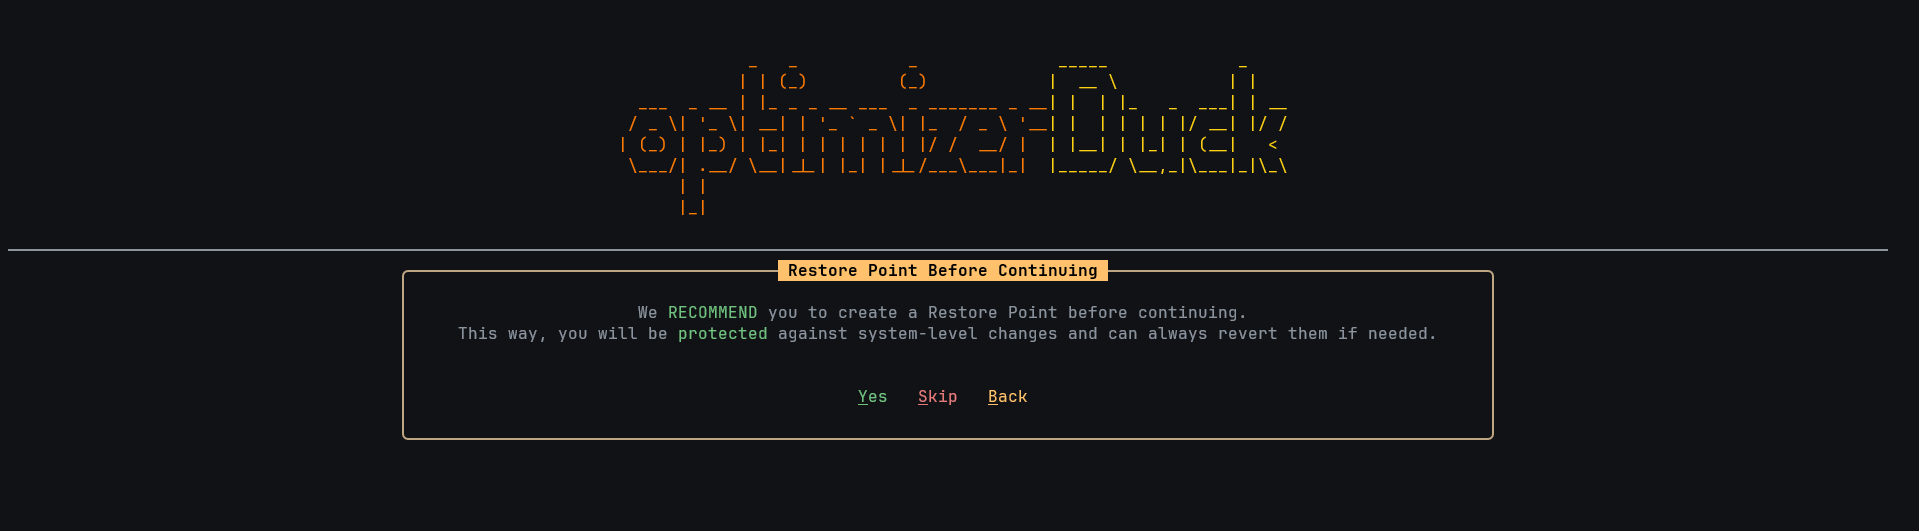 optimizerDuck
Restore Point Before Continuing
We RECOMMEND you to create a Restore Point before continuing.
This way, you will be protected against system-level changes and can always revert them if needed.
Yes Skip Back